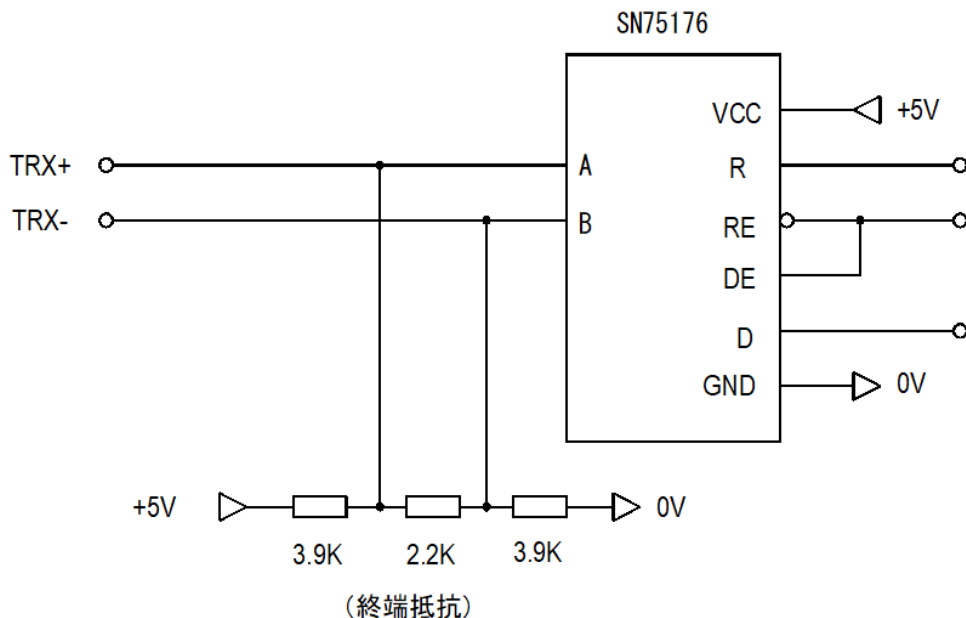 SN75176
VCC
+5V
TRX+
A
R
TRX-
B
RE
DE
D
GND
0V
+5V
0V
3.9K
2.2K
3.9K
(終端抵抗)